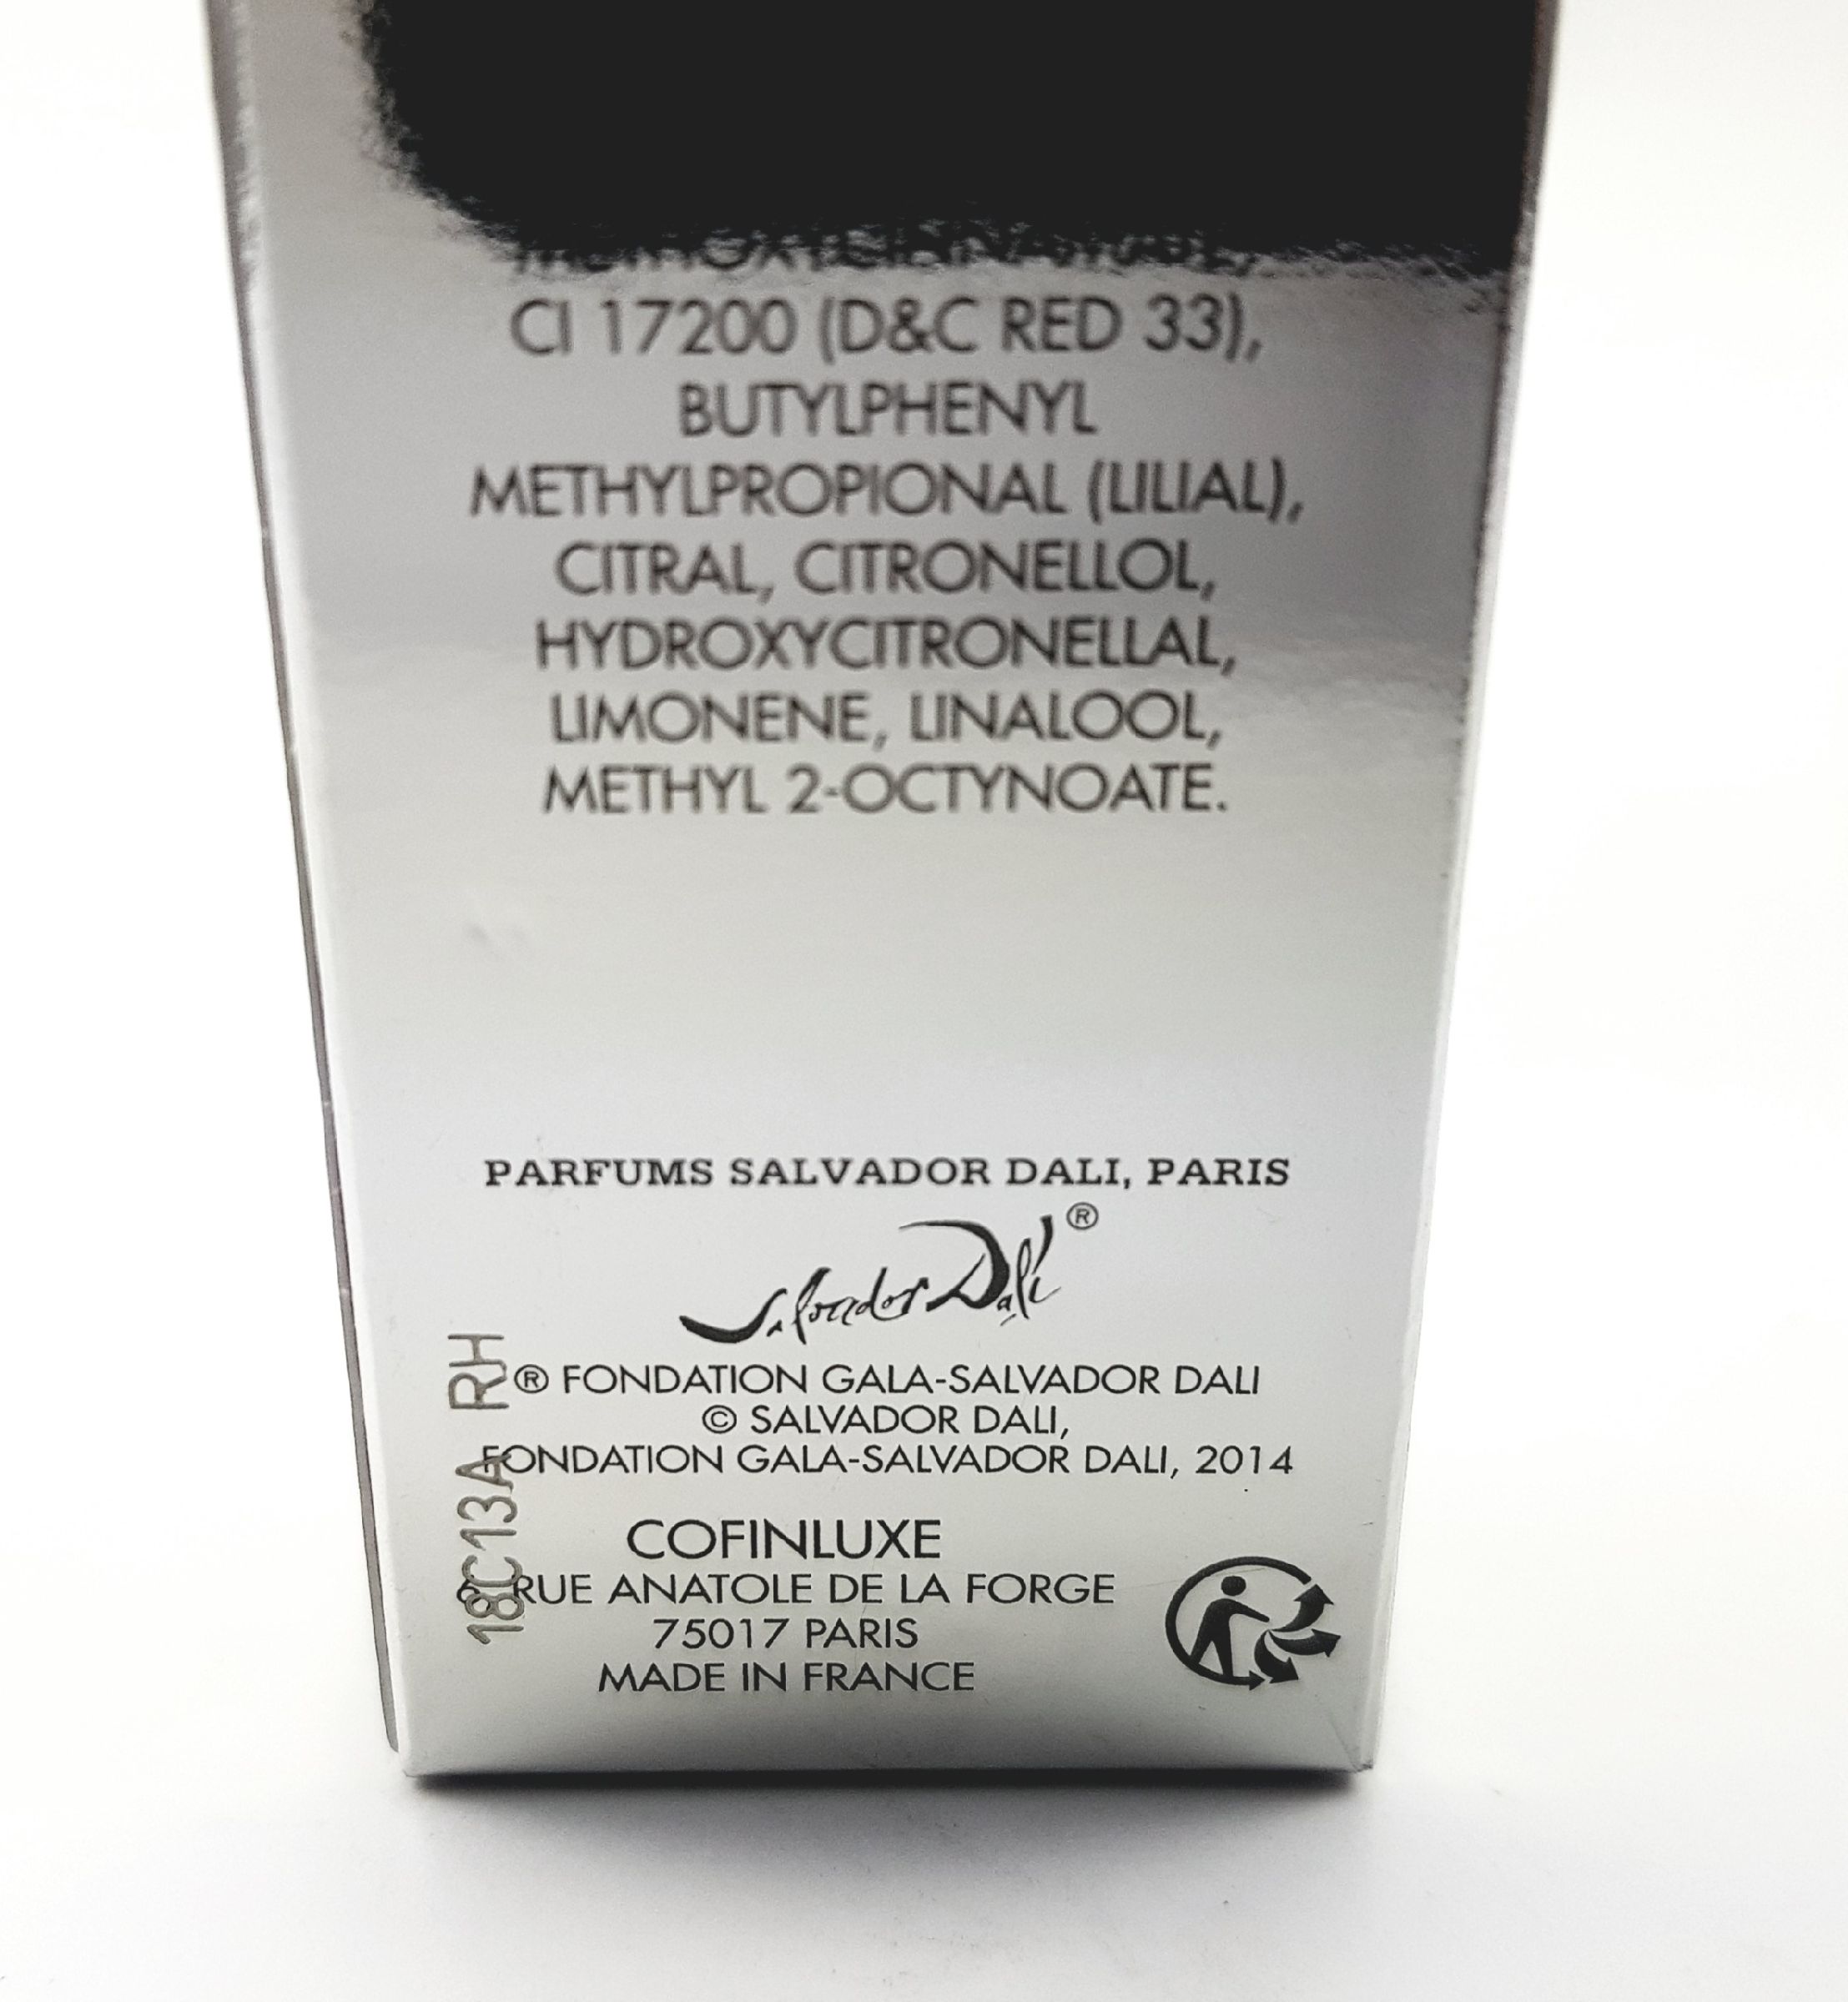 CI 17200 (D&C RED 33),
BUTYLPHENYL
METHYLPROPIONAL (LILIAL),
CITRAL, CITRONELLOL,
HYDROXYCITRONELLAL,
LIMONENE, LINALOOL,
METHYL 2-OCTYNOATE.
PARFUMS SALVADOR DALI, PARIS
Salvador Dalí ®
® FONDATION GALA-SALVADOR DALI
© SALVADOR DALI,
FONDATION GALA-SALVADOR DALI, 2014
COFINLUXE
RUE ANATOLE DE LA FORGE
75017 PARIS
MADE IN FRANCE
18C13A RH